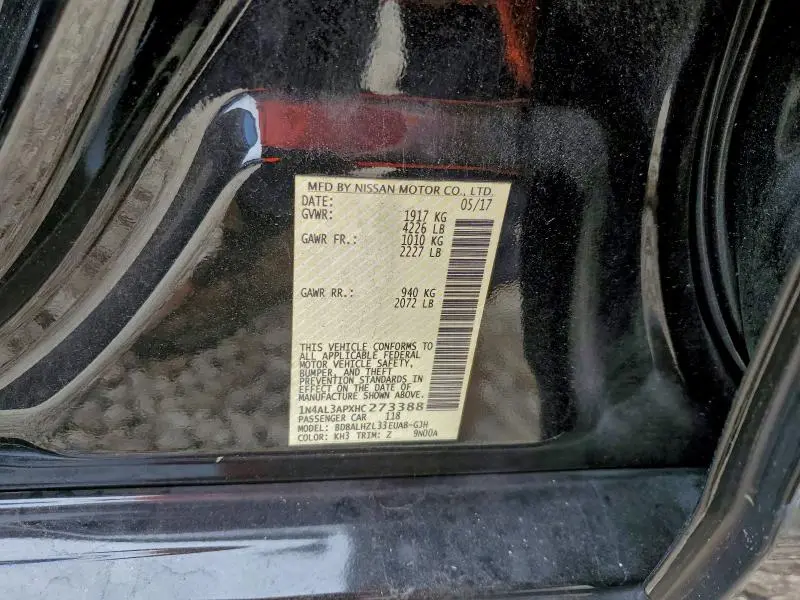 MFD BY NISSAN MOTOR CO., LTD.
DATE: 05/17
GVWR: 1917 KG
4226 LB
GAWR FR.: 1010 KG
2227 LB
GAWR RR.: 940 KG
2072 LB
THIS VEHICLE CONFORMS TO
ALL APPLICABLE FEDERAL
MOTOR VEHICLE SAFETY,
BUMPER, AND THEFT
PREVENTION STANDARDS IN
EFFECT ON THE DATE OF
MANUFACTURE SHOWN ABOVE.
1N4AL3APXHC273388
PASSENGER CAR 118
MODEL: BDBALHZL33EUA8-GJH
COLOR: KH3 TRIM: Z 9N00A